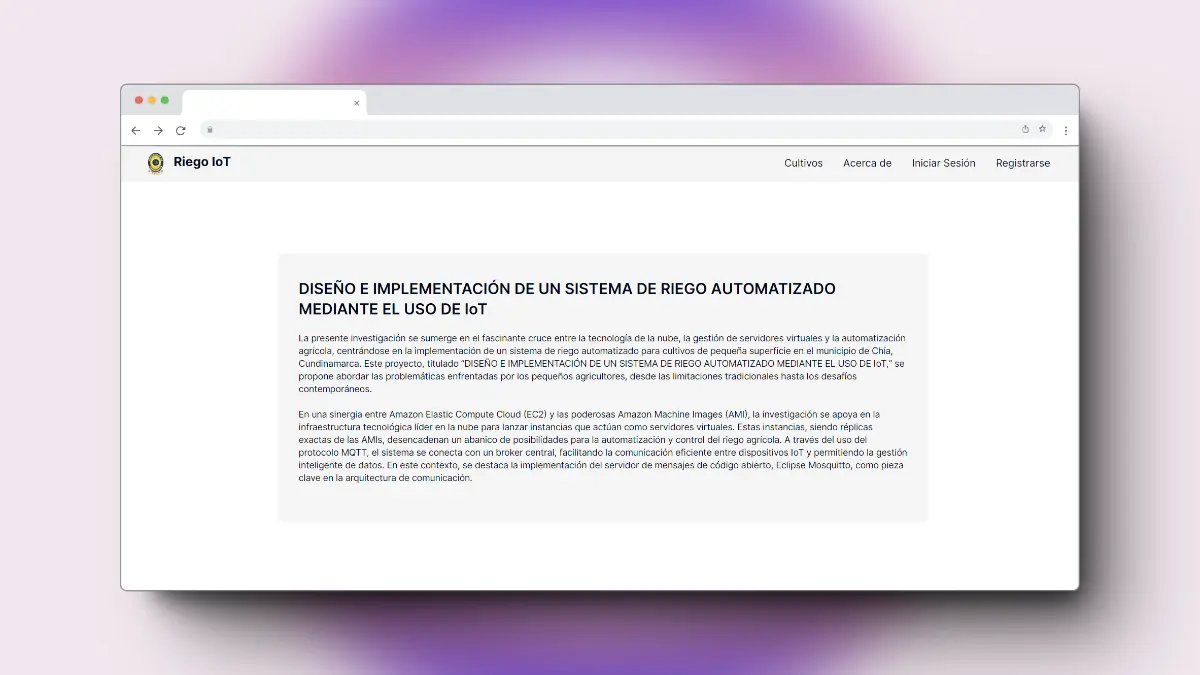 Riego IoT
Cultivos Acerca de Iniciar Sesión Registrarse
DISEÑO E IMPLEMENTACIÓN DE UN SISTEMA DE RIEGO AUTOMATIZADO
MEDIANTE EL USO DE IoT
La presente investigación se sumerge en el fascinante cruce entre la tecnología de la nube, la gestión de servidores virtuales y la automatización
agrícola, centrándose en la implementación de un sistema de riego automatizado para cultivos de pequeña superficie en el municipio de Chía,
Cundinamarca. Este proyecto, titulado "DISEÑO E IMPLEMENTACIÓN DE UN SISTEMA DE RIEGO AUTOMATIZADO MEDIANTE EL USO DE IoT," se
propone abordar las problemáticas enfrentadas por los pequeños agricultores, desde las limitaciones tradicionales hasta los desafíos
contemporáneos.
En una sinergia entre Amazon Elastic Compute Cloud (EC2) y las poderosas Amazon Machine Images (AMI), la investigación se apoya en la
infraestructura tecnológica líder en la nube para lanzar instancias que actúan como servidores virtuales. Estas instancias, siendo réplicas
exactas de las AMIs, desencadenan un abanico de posibilidades para la automatización y control del riego agrícola. A través del uso del
protocolo MQTT, el sistema se conecta con un broker central, facilitando la comunicación eficiente entre dispositivos IoT y permitiendo la gestión
inteligente de datos. En este contexto, se destaca la implementación del servidor de mensajes de código abierto, Eclipse Mosquitto, como pieza
clave en la arquitectura de comunicación.